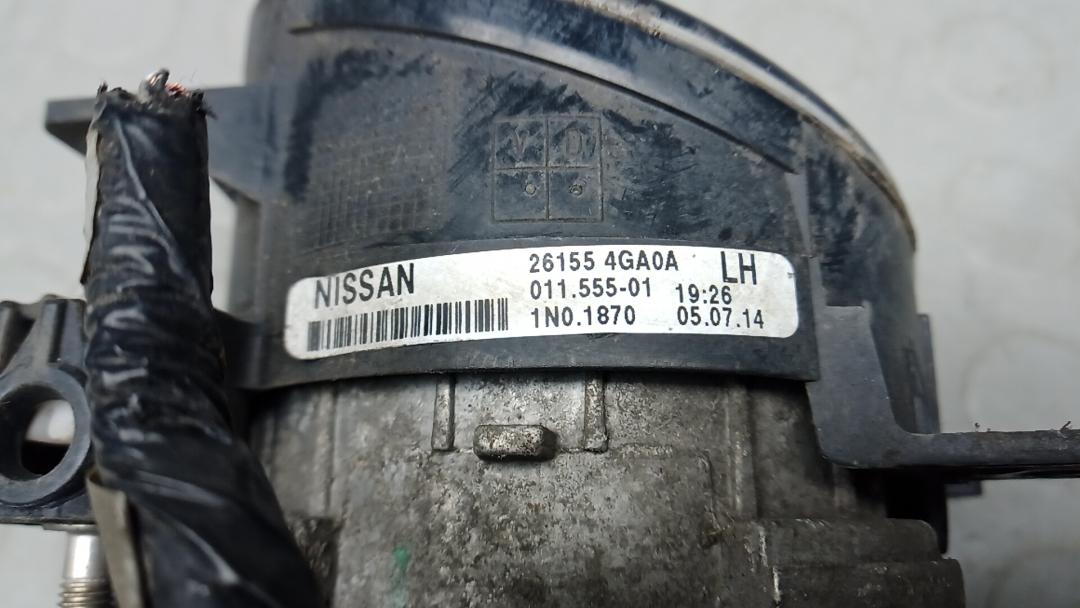 V D
NISSAN 26155 4GA0A LH
011.555-01 19:26
1N0.1870 05.07.14